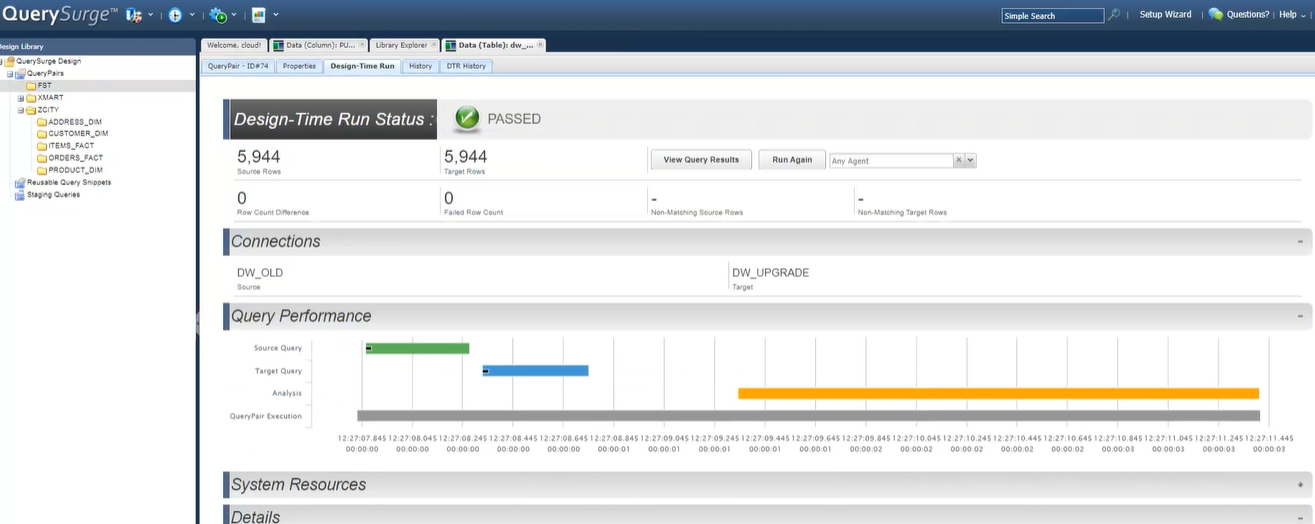 QuerySurge™
Simple Search
Setup Wizard
Questions?
Help
Design Library
QuerySurge Design
QueryPairs
FST
XMART
ZCITY
ADDRESS_DIM
CUSTOMER_DIM
ITEMS_FACT
ORDERS_FACT
PRODUCT_DIM
Reusable Query Snippets
Staging Queries
Welcome, cloud!
Data (Column): PU...
Library Explorer
Data (Table): dw_...
QueryPair - ID#74
Properties
Design-Time Run
History
DTR History
Design-Time Run Status :
PASSED
5,944
Source Rows
5,944
Target Rows
View Query Results
Run Again
Any Agent
0
Row Count Difference
0
Failed Row Count
-
Non-Matching Source Rows
-
Non-Matching Target Rows
Connections
DW_OLD
Source
DW_UPGRADE
Target
Query Performance
Source Query
Target Query
Analysis
QueryPair Execution
12:27:07.845 12:27:08.045 12:27:08.245 12:27:08.445 12:27:08.645 12:27:08.845 12:27:09.045 12:27:09.245 12:27:09.445 12:27:09.645 12:27:09.845 12:27:10.045 12:27:10.245 12:27:10.445 12:27:10.645 12:27:10.845 12:27:11.045 12:27:11.245 12:27:11.445
00:00:00 00:00:00 00:00:00 00:00:00 00:00:00 00:00:01 00:00:01 00:00:01 00:00:01 00:00:01 00:00:02 00:00:02 00:00:02 00:00:02 00:00:02 00:00:03 00:00:03 00:00:03 00:00:03
System Resources
Details